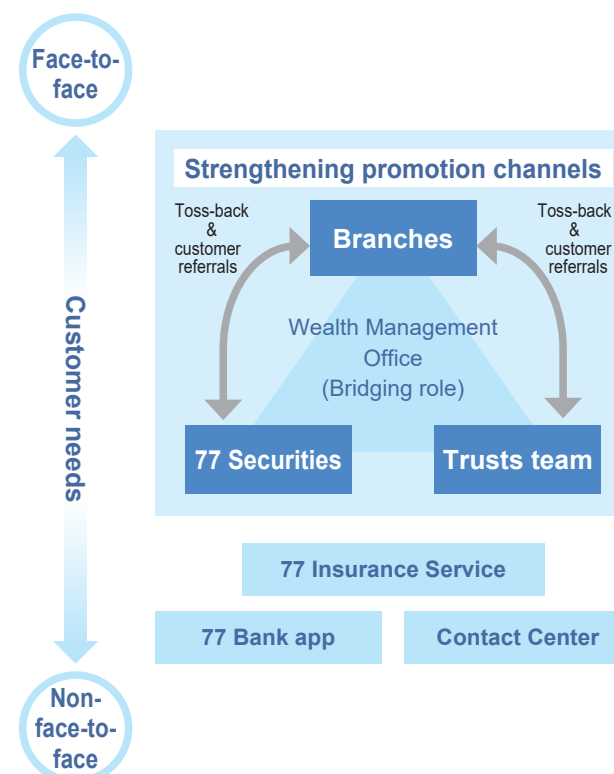 Face-to-
face
Strengthening promotion channels
Toss-back
&
customer
referrals
Branches
Toss-back
&
customer
referrals
Customer needs
Wealth Management
Office
(Bridging role)
77 Securities
Trusts team
77 Insurance Service
77 Bank app
Contact Center
Non-
face-to-
face